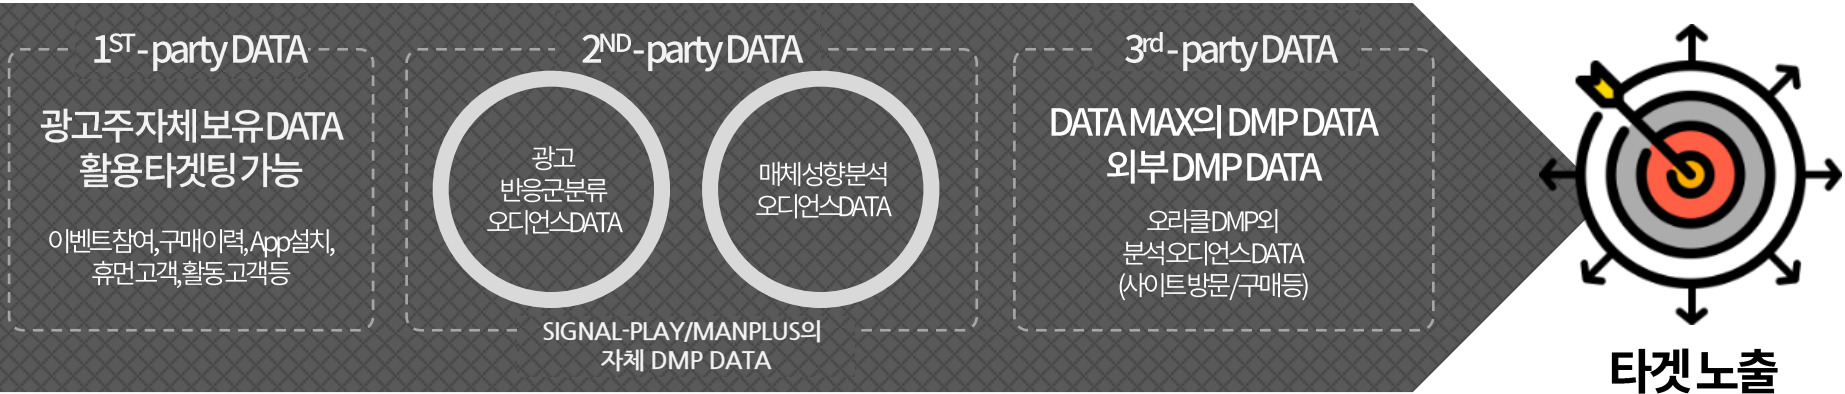 1ST-party DATA
광고주 자체 보유 DATA
활용 타겟팅 가능
이벤트 참여, 구매 이력, App설치,
휴먼고객, 활동고객 등
2ND-party DATA
광고
반응군 분류
오디언스DATA
매체 성향 분석
오디언스DATA
SIGNAL-PLAY/MANPLUS의
자체 DMP DATA
3rd-party DATA
DATA MAX의 DMP DATA
외부 DMP DATA
오라클 DMP외
분석 오디언스 DATA
(사이트 방문/구매등)
타겟 노출